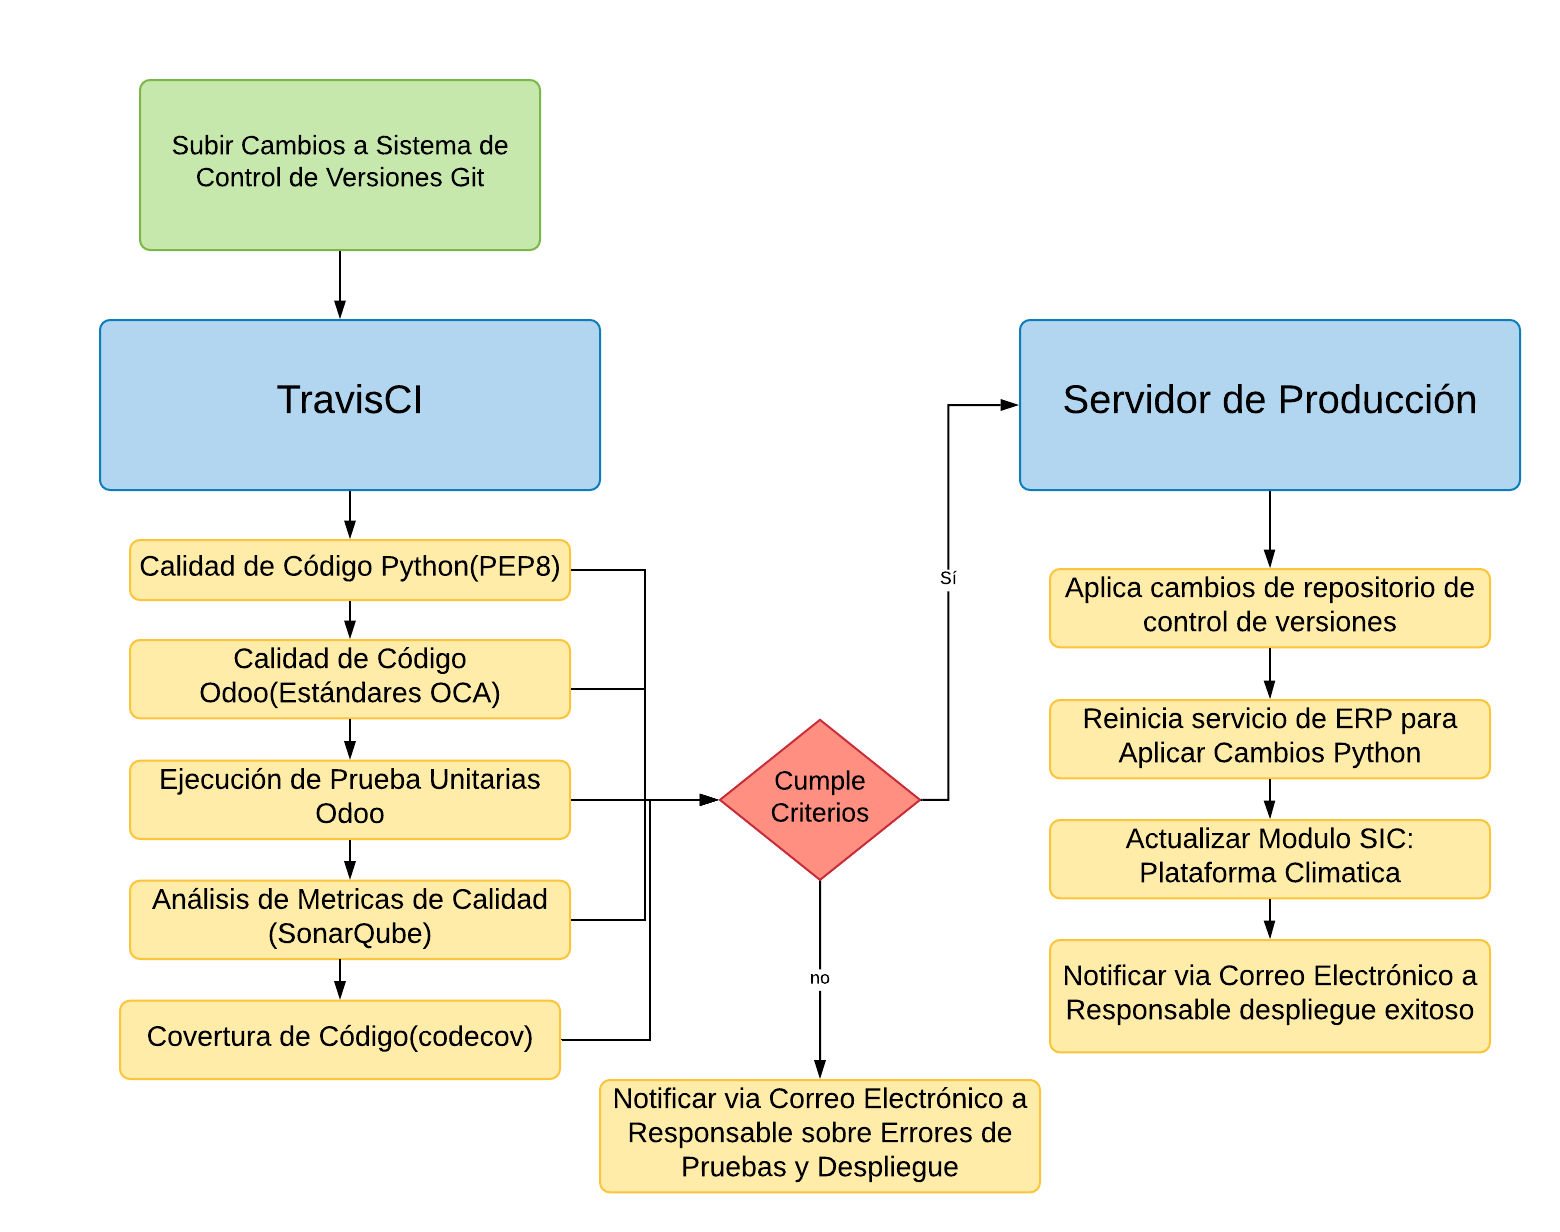 Subir Cambios a Sistema de
Control de Versiones Git
TravisCI
Calidad de Código Python(PEP8)
Calidad de Código
Odoo(Estándares OCA)
Ejecución de Prueba Unitarias
Odoo
Análisis de Metricas de Calidad
(SonarQube)
Covertura de Código(codecov)
Cumple
Criterios
Sí
no
Notificar via Correo Electrónico a
Responsable sobre Errores de
Pruebas y Despliegue
Servidor de Producción
Aplica cambios de repositorio de
control de versiones
Reinicia servicio de ERP para
Aplicar Cambios Python
Actualizar Modulo SIC:
Plataforma Climatica
Notificar via Correo Electrónico a
Responsable despliegue exitoso